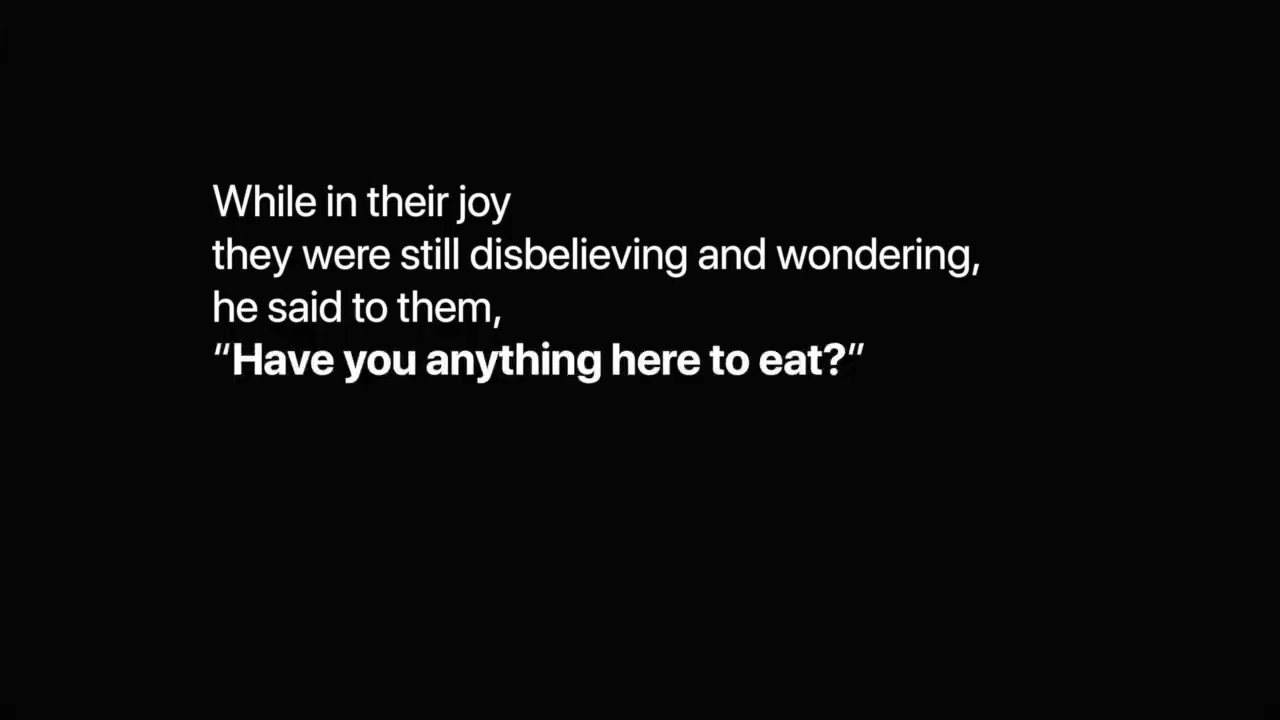 While in their joy
they were still disbelieving and wondering,
he said to them,
“Have you anything here to eat?”